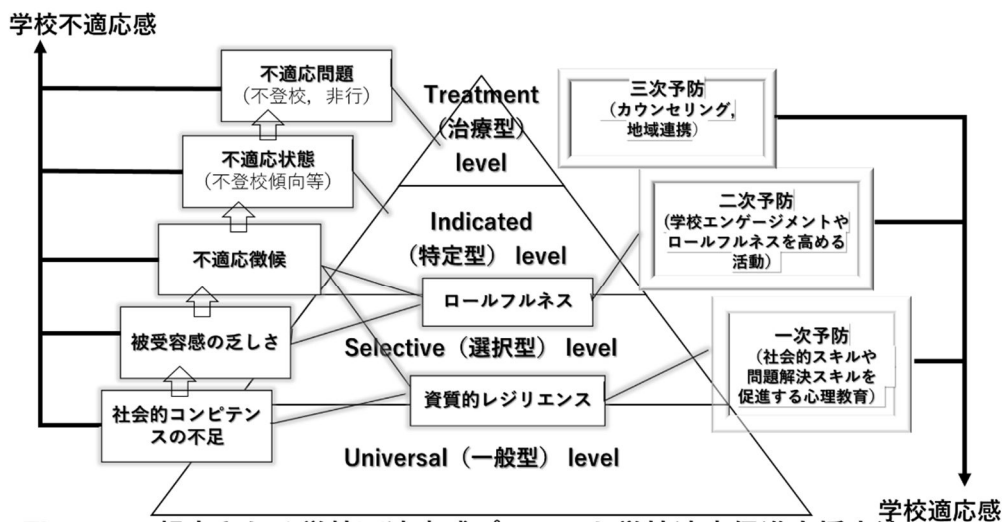 学校不適応感
不適応問題
（不登校，非行）
不適応状態
（不登校傾向等）
不適応徴候
被受容感の乏しさ
社会的コンピテン
スの不足
Treatment
（治療型）
level
Indicated
（特定型） level
ロールフルネス
Selective（選択型） level
資質的レジリエンス
Universal（一般型） level
三次予防
（カウンセリング，
地域連携）
二次予防
（学校エンゲージメントや
ロールフルネスを高める
活動）
一次予防
（社会的スキルや
問題解決スキルを
促進する心理教育）
学校適応感